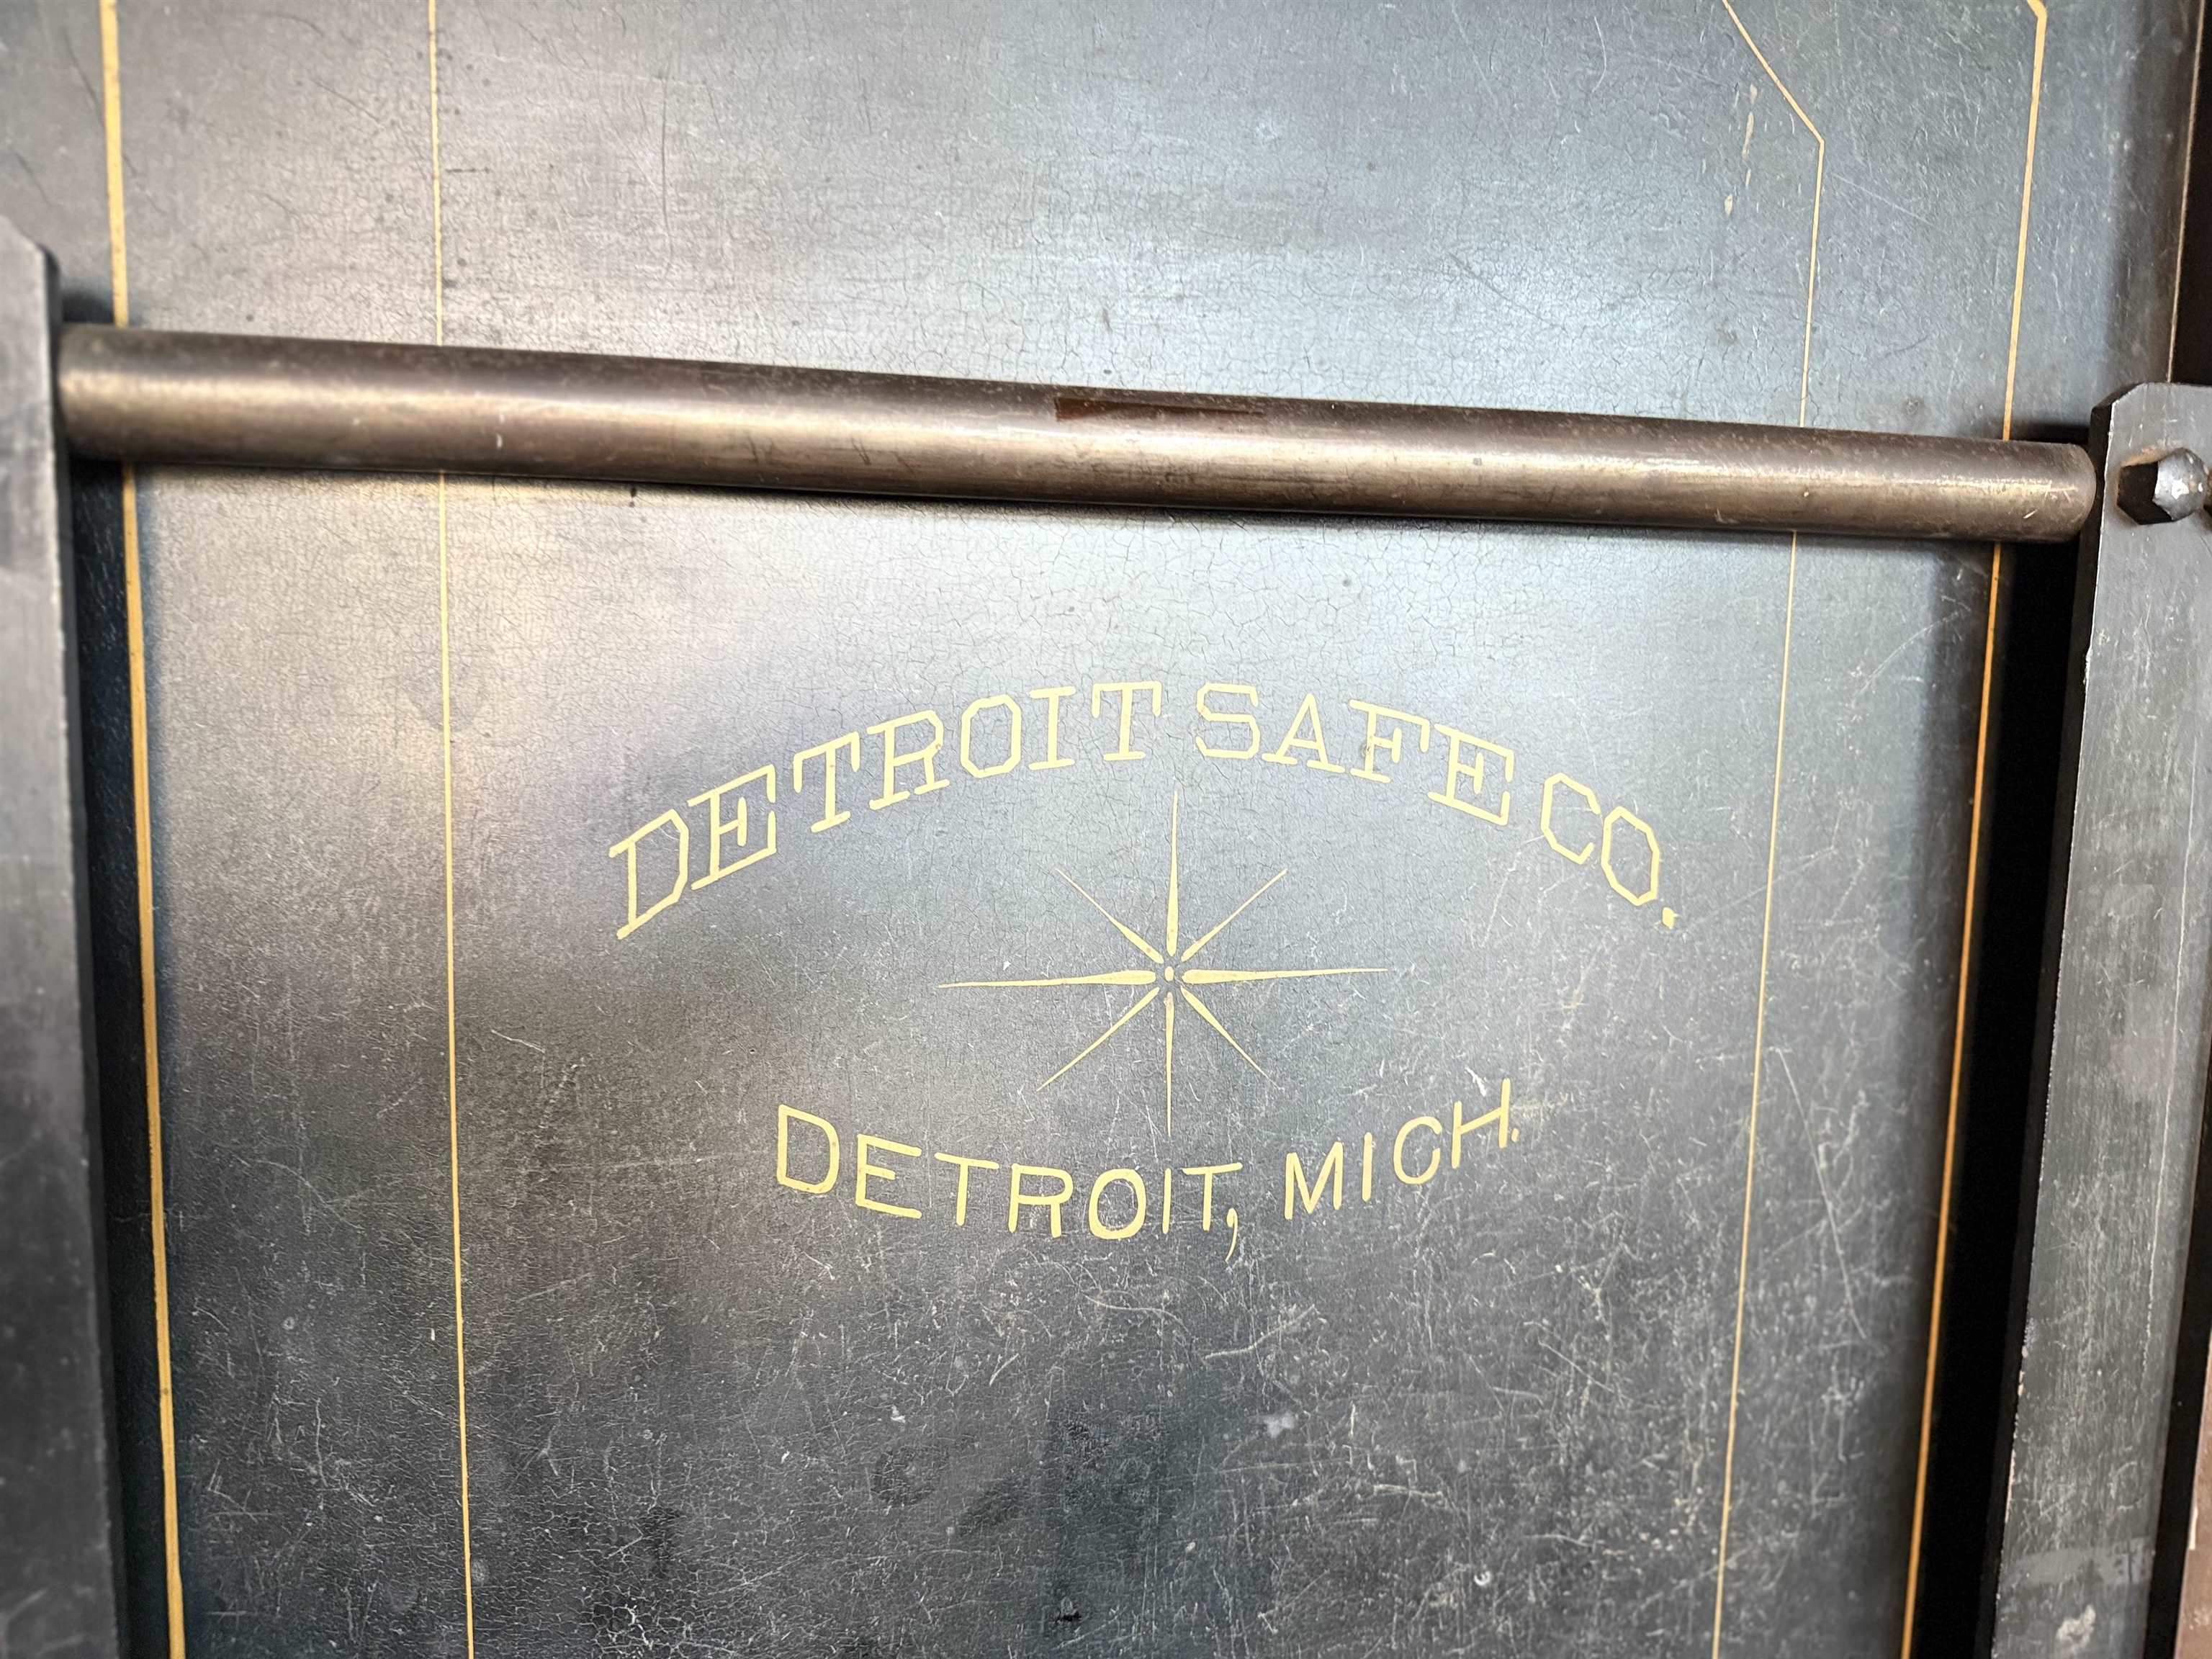 DETROIT SAFE CO.
DETROIT, MICH.